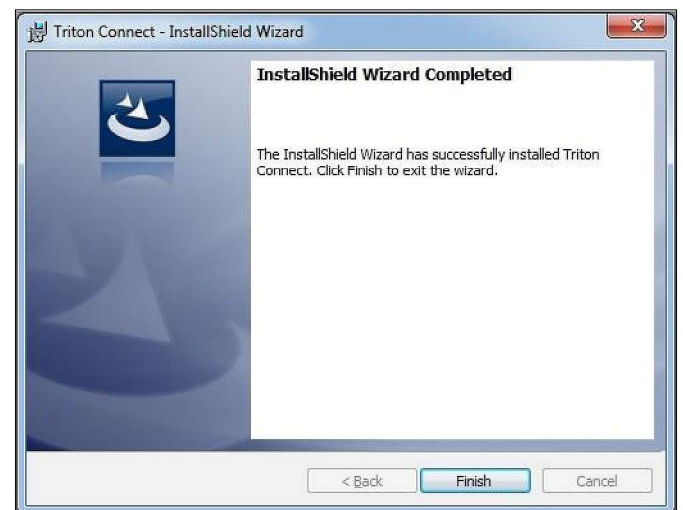 Triton Connect - InstallShield Wizard
InstallShield Wizard Completed
The InstallShield Wizard has successfully installed Triton
Connect. Click Finish to exit the wizard.
< Back
Finish
Cancel